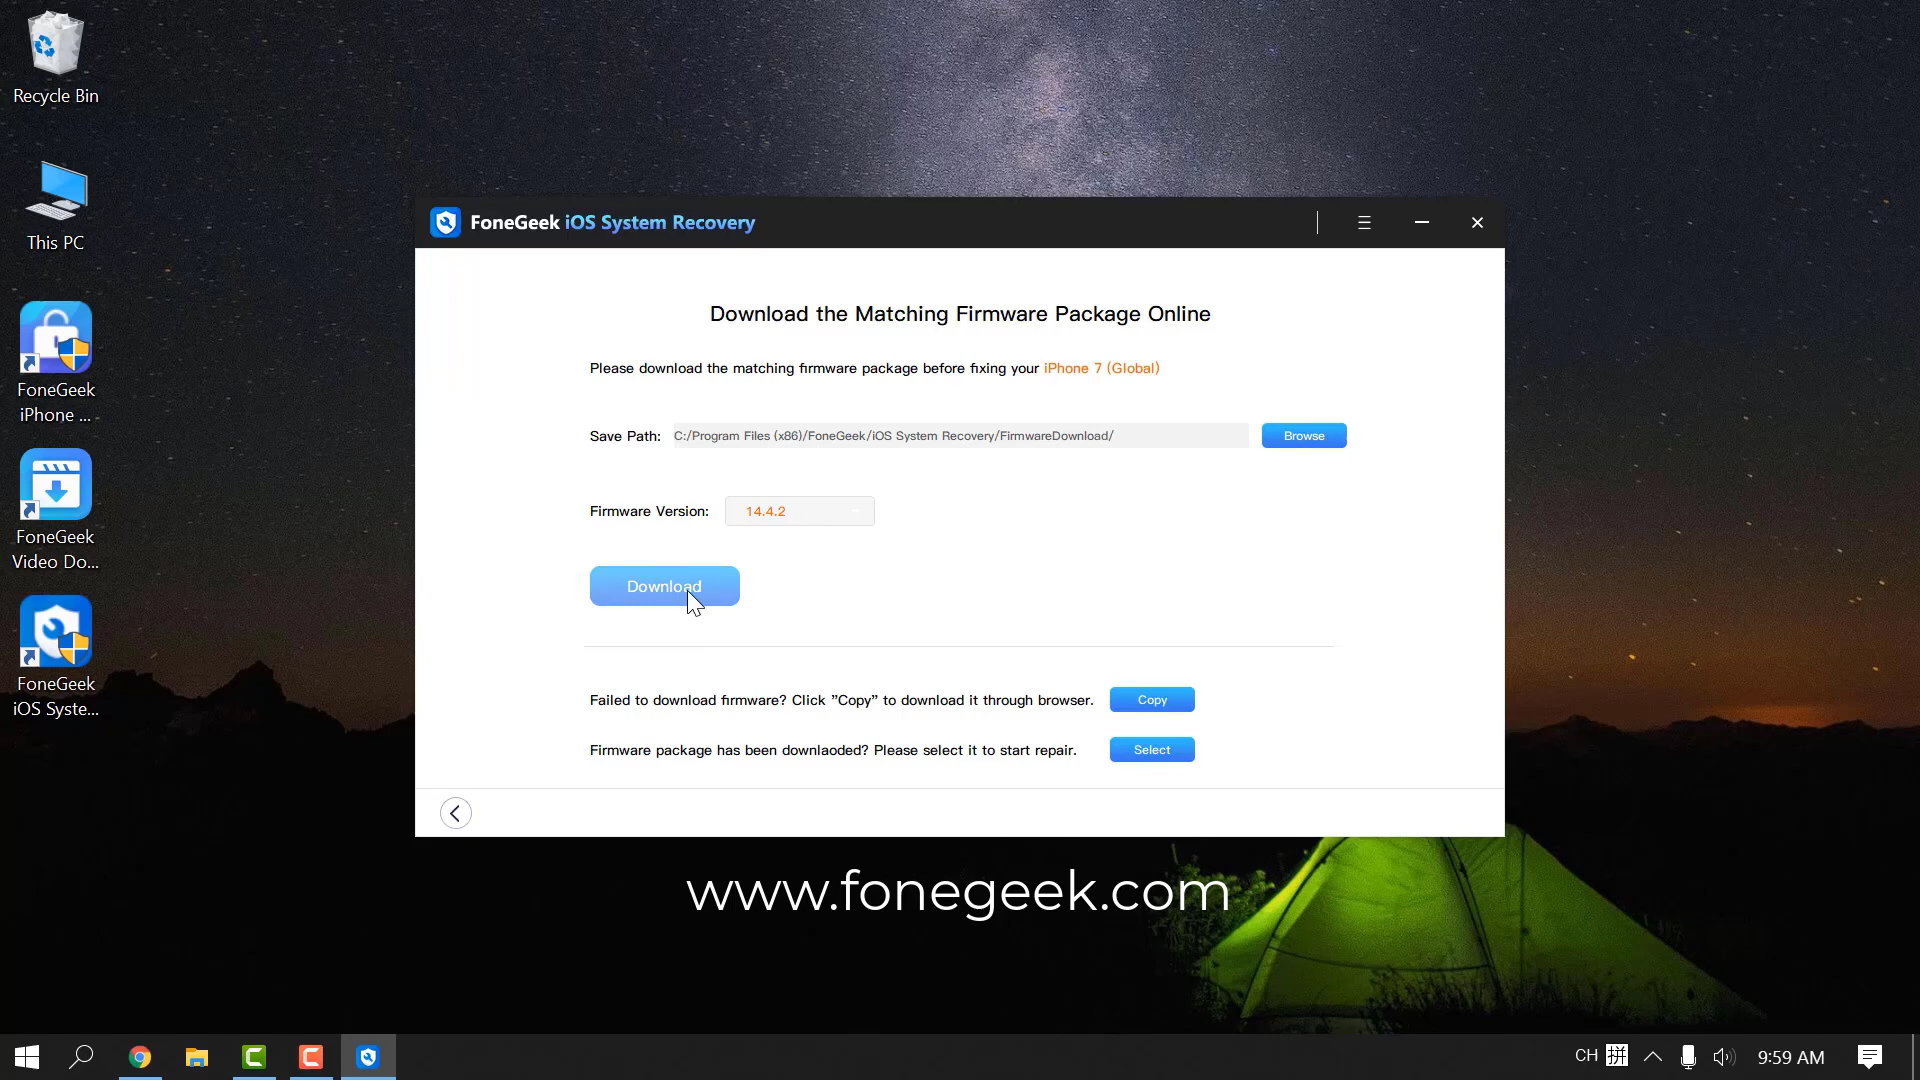 Recycle Bin
This PC
FoneGeek
iPhone ...
FoneGeek
Video Do...
FoneGeek
iOS Syste...
FoneGeek iOS System Recovery
Download the Matching Firmware Package Online
Please download the matching firmware package before fixing your iPhone 7 (Global)
Save Path: C:/Program Files (x86)/FoneGeek/iOS System Recovery/FirmwareDownload/ Browse
Firmware Version: 14.4.2
Download
Failed to download firmware? Click ”Copy” to download it through browser. Copy
Firmware package has been downlaoded? Please select it to start repair. Select
www.fonegeek.com
CH 拼 9:59 AM